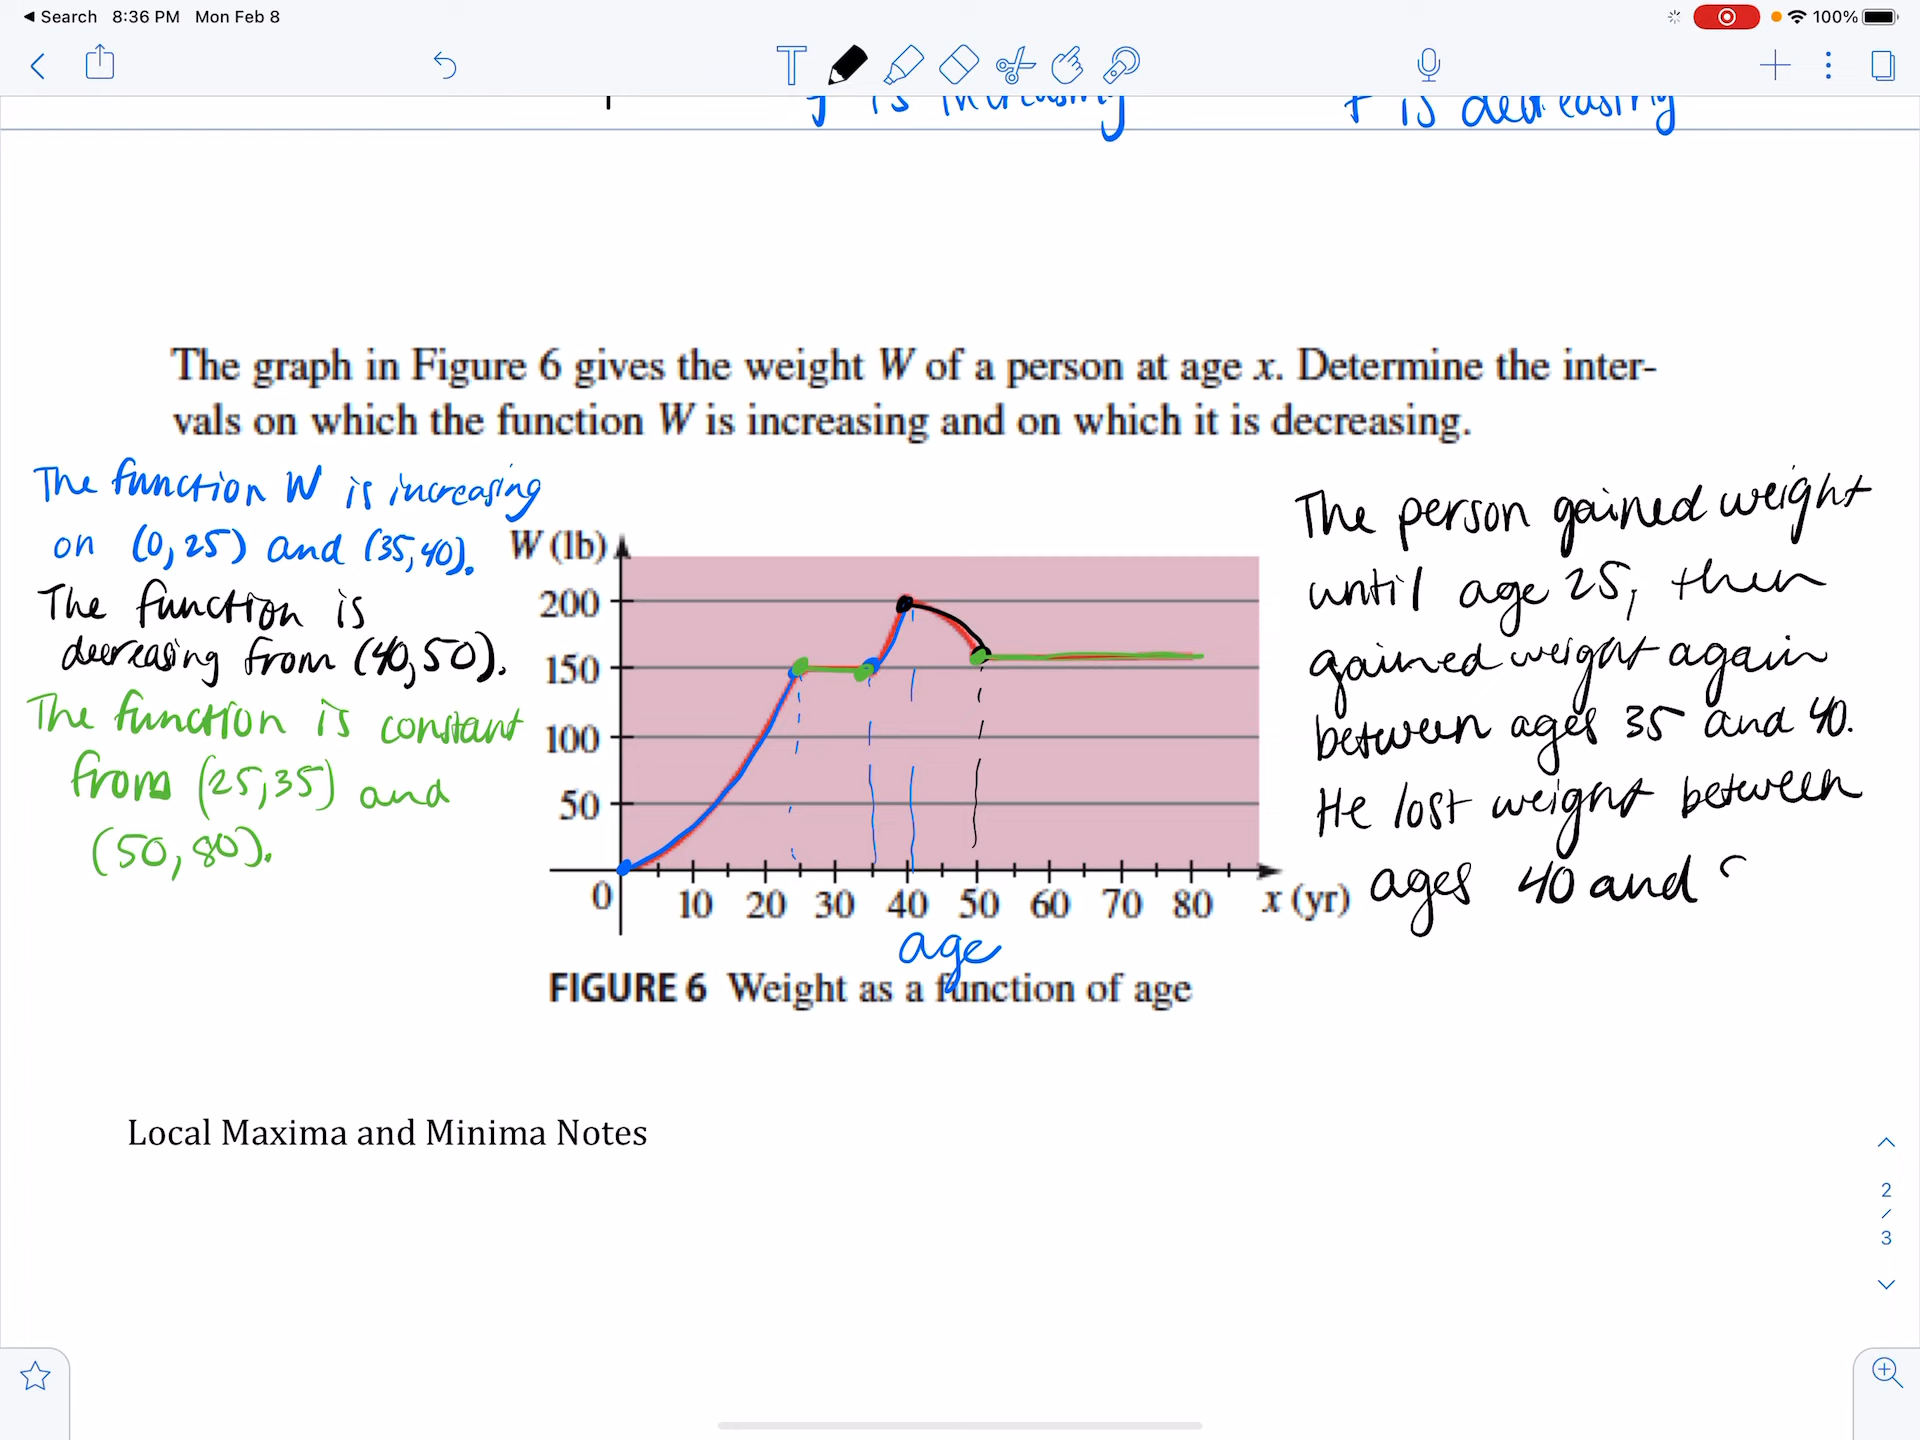 Search 8:36 PM Mon Feb 8
100%
T
is increasing
f is decreasing
The graph in Figure 6 gives the weight W of a person at age x. Determine the inter-
vals on which the function W is increasing and on which it is decreasing.
The function W is increasing
on (0,25) and (35,40).
The function is
decreasing from (40,50).
The function is constant
from (25,35) and
(50,80).
W (lb)
200
150
100
50
0
10 20 30 40 50 60 70 80
x (yr)
age
FIGURE 6 Weight as a function of age
The person gained weight
until age 25, then
gained weight again
between ages 35 and 40.
He lost weight between
ages 40 and
Local Maxima and Minima Notes
2
/
3